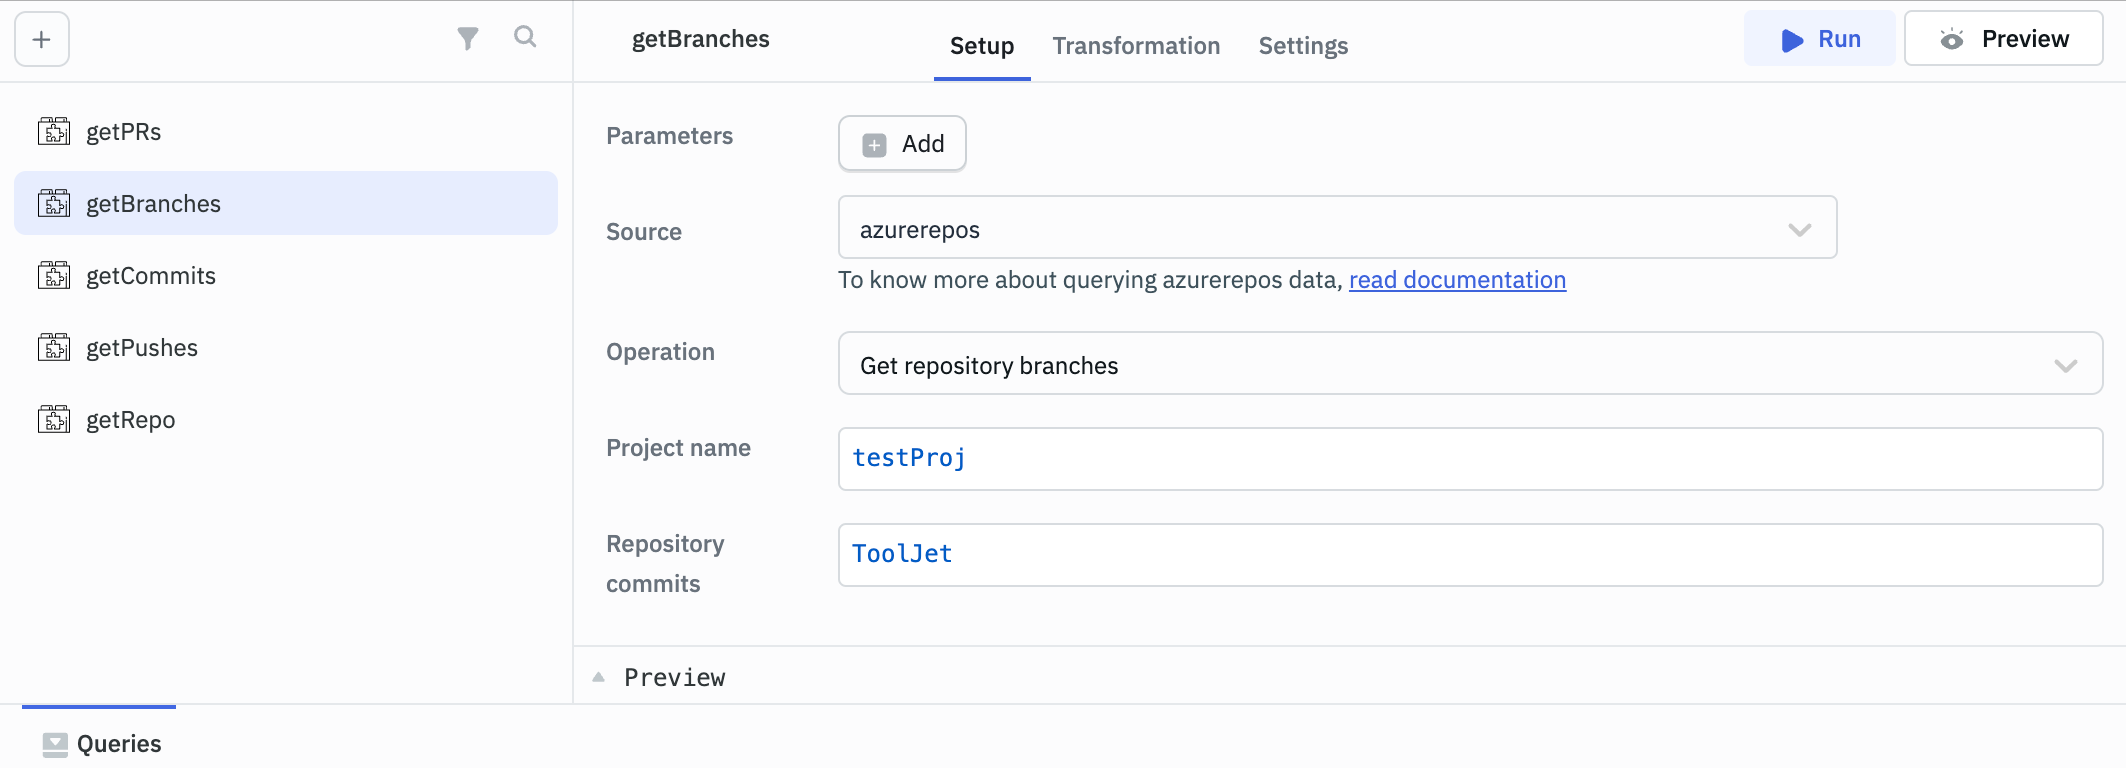 getBranches
Setup
Transformation
Settings
Run
Preview
getPRs
getBranches
getCommits
getPushes
getRepo
Parameters
Add
Source
azurerepos
To know more about querying azurerepos data, read documentation
Operation
Get repository branches
Project name
testProj
Repository
commits
ToolJet
Preview
Queries